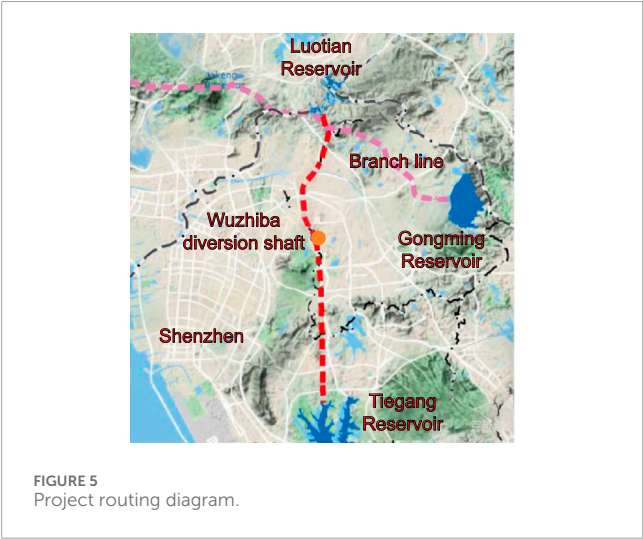 Luotian
Reservoir
Branch line
Wuzhiba
diversion shaft
Gongming
Reservoir
Shenzhen
Tiegang
Reservoir
FIGURE 5
Project routing diagram.